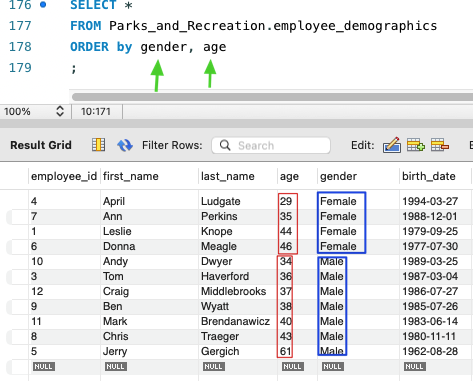 176 SELECT *
177 FROM Parks_and_Recreation.employee_demographics
178 ORDER by gender, age
179 ;
100% 10:171
Result Grid Filter Rows: Search Edit:
employee_id first_name last_name age gender birth_date
4 April Ludgate 29 Female 1994-03-27
7 Ann Perkins 35 Female 1988-12-01
1 Leslie Knope 44 Female 1979-09-25
6 Donna Meagle 46 Female 1977-07-30
10 Andy Dwyer 34 Male 1989-03-25
3 Tom Haverford 36 Male 1987-03-04
12 Craig Middlebrooks 37 Male 1986-07-27
9 Ben Wyatt 38 Male 1985-07-26
11 Mark Brendanawicz 40 Male 1983-06-14
8 Chris Traeger 43 Male 1980-11-11
5 Jerry Gergich 61 Male 1962-08-28
NULL NULL NULL NULL NULL NULL